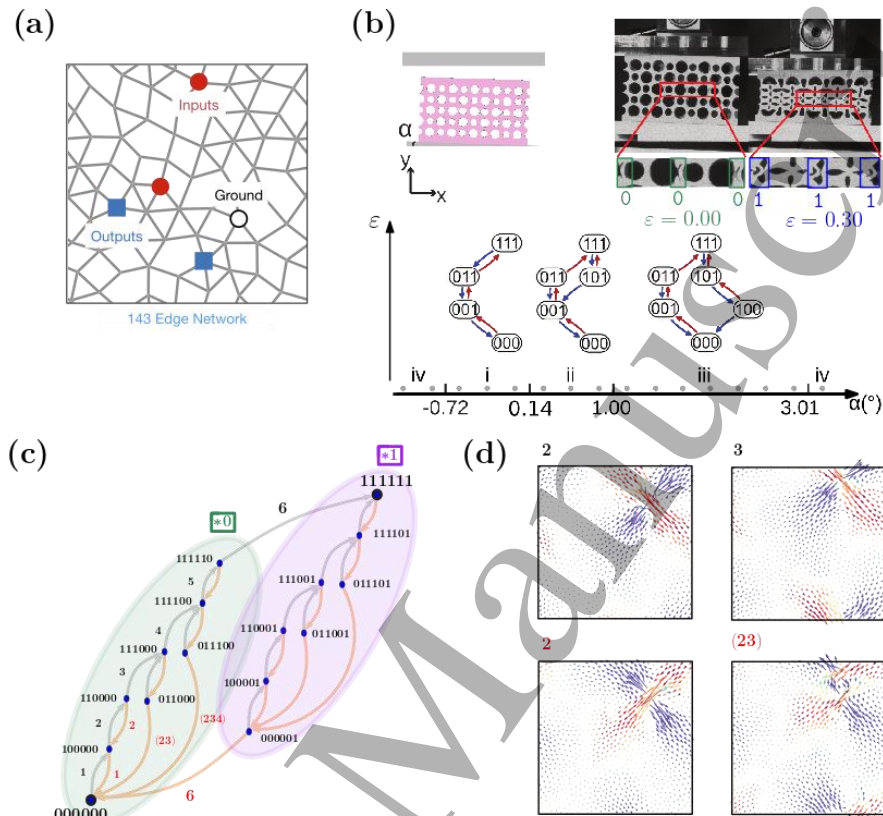 (a)
Inputs
Ground
Outputs
143 Edge Network
(b)
α
y
x
0 0 0
1 1 1
ε = 0.00
ε = 0.30
ε
111
011
001
000
111
011
101
001
000
111
011
101
001
100
000
iv i ii iii iv
-0.72 0.14 1.00 3.01 α(°)
(c)
*0
*1
111111
6
111110
111101
5
111100
111001
011101
4
111000
011100
110001
011001
3
110000
011000
100001
2
2
(23)
(234)
100000
000001
1
1
6
000000
(d)
2
3
2
(23)
Manuscr